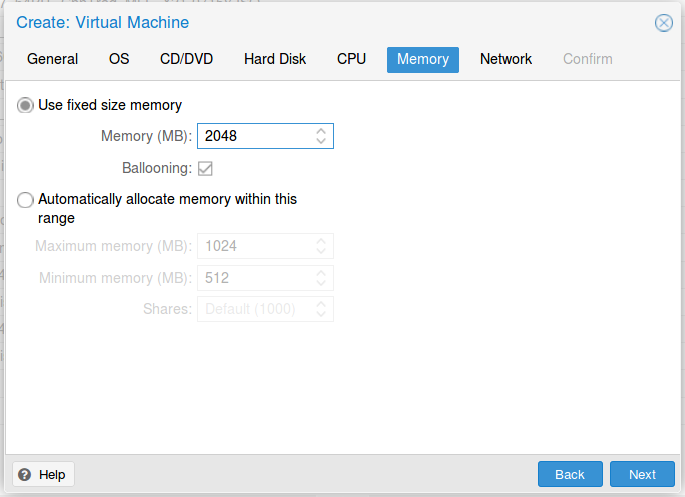 Create: Virtual Machine
General OS CD/DVD Hard Disk CPU Memory Network Confirm
Use fixed size memory
Memory (MB): 2048
Ballooning:
Automatically allocate memory within this
range
Maximum memory (MB): 1024
Minimum memory (MB): 512
Shares: Default (1000)
Help Back Next